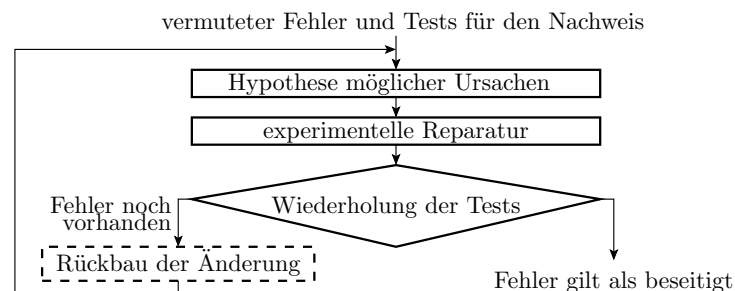 vermuteter Fehler und Tests für den Nachweis
Hypothese möglicher Ursachen
experimentelle Reparatur
Wiederholung der Tests
Fehler noch
vorhanden
Rückbau der Änderung
Fehler gilt als beseitigt